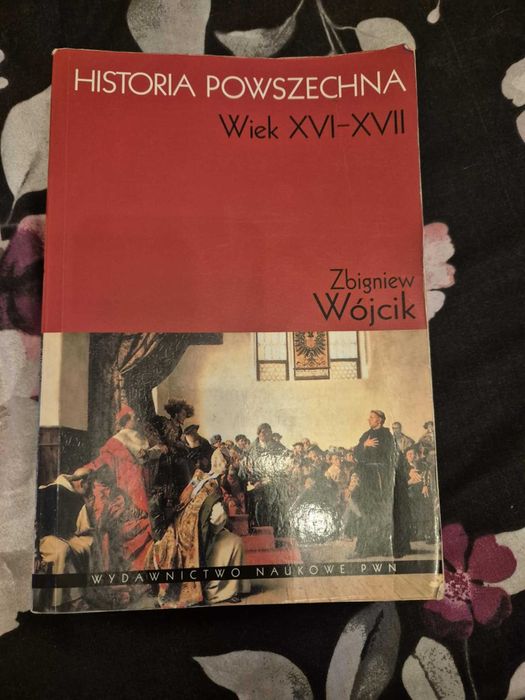 HISTORIA POWSZECHNA
Wiek XVI–XVII
Zbigniew
Wójcik
WYDAWNICTWO NAUKOWE PWN